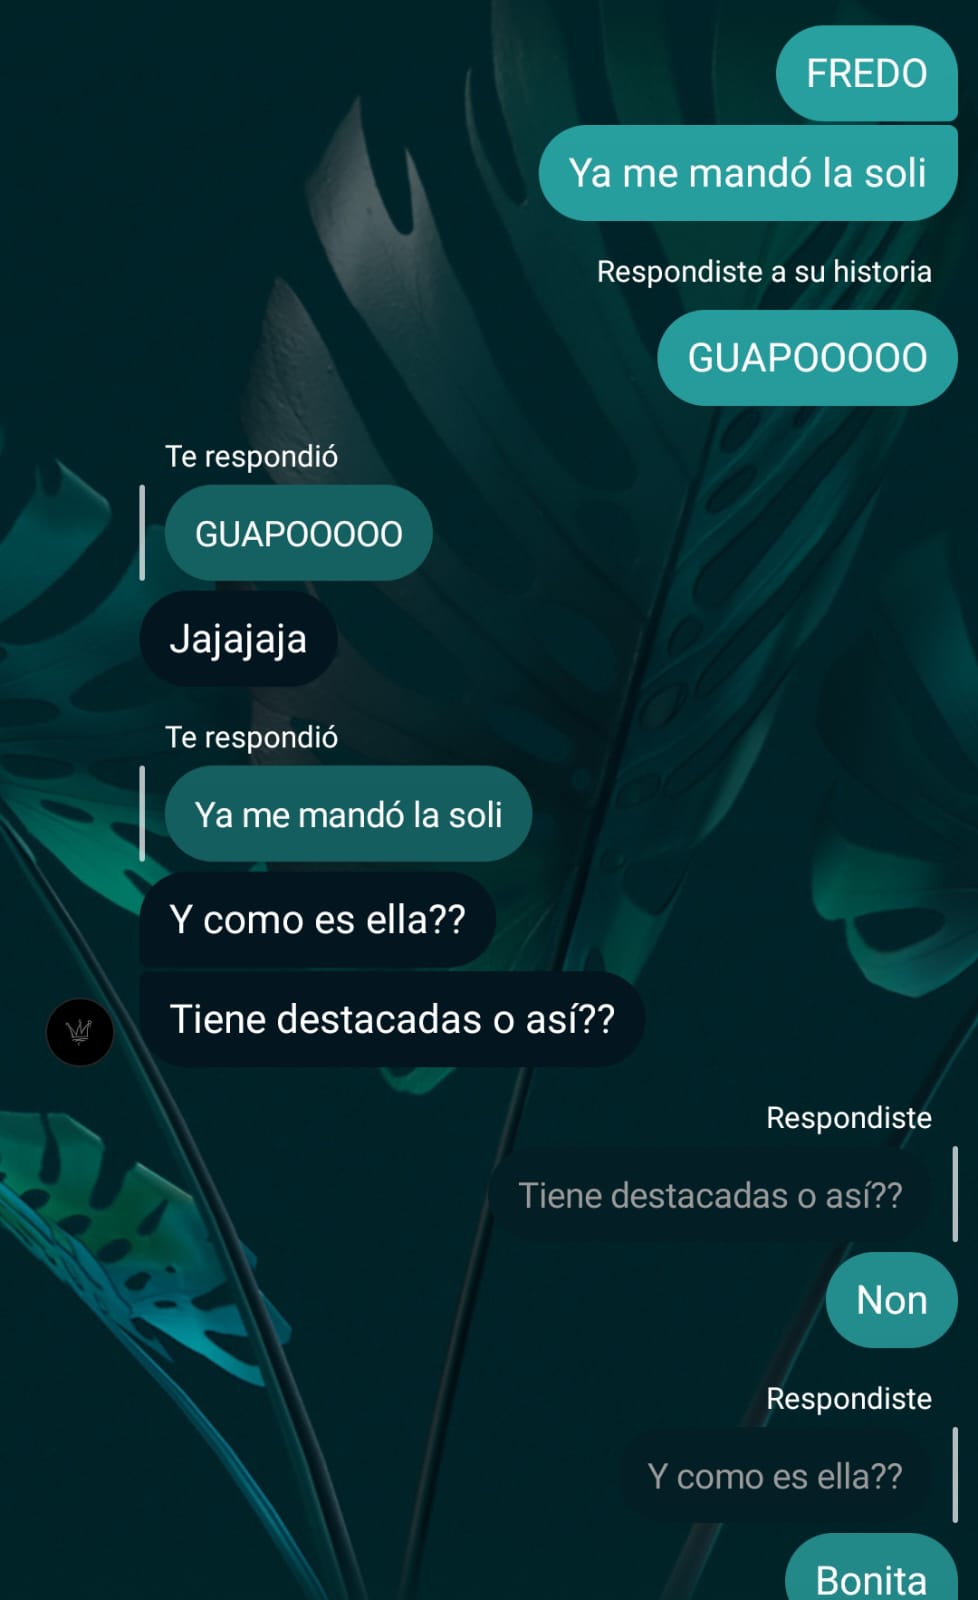 FREDO
Ya me mandó la soli
Respondiste a su historia
GUAPOOOOO
Te respondió
GUAPOOOOO
Jajajaja
Te respondió
Ya me mandó la soli
Y como es ella??
Tiene destacadas o así??
Respondiste
Tiene destacadas o así??
Non
Respondiste
Y como es ella??
Bonita